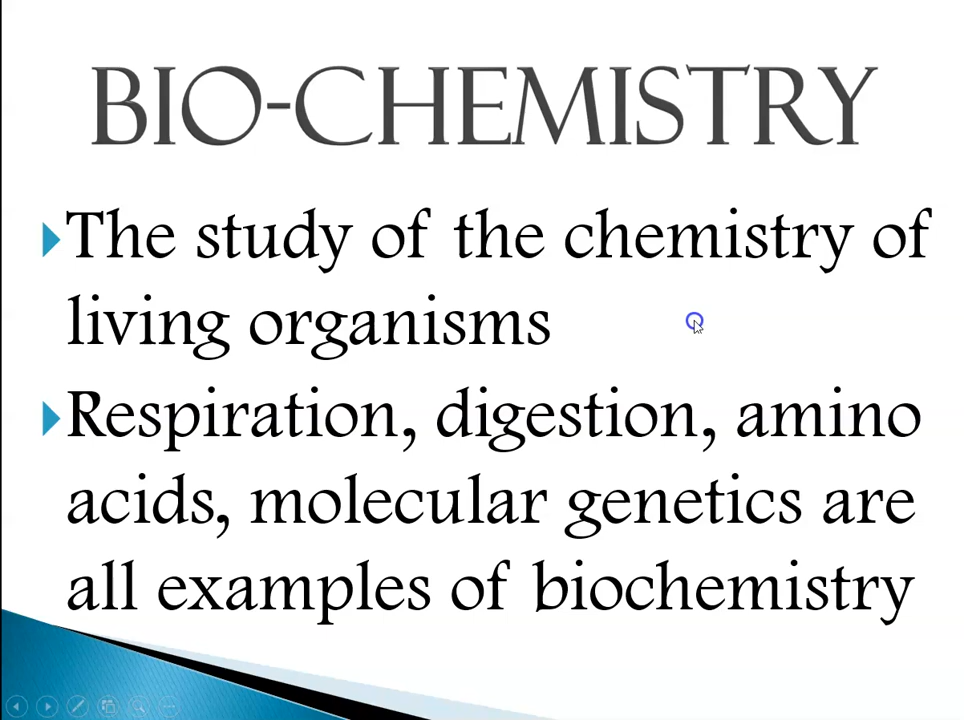 BIO-CHEMISTRY
The study of the chemistry of
living organisms
Respiration, digestion, amino
acids, molecular genetics are
all examples of biochemistry